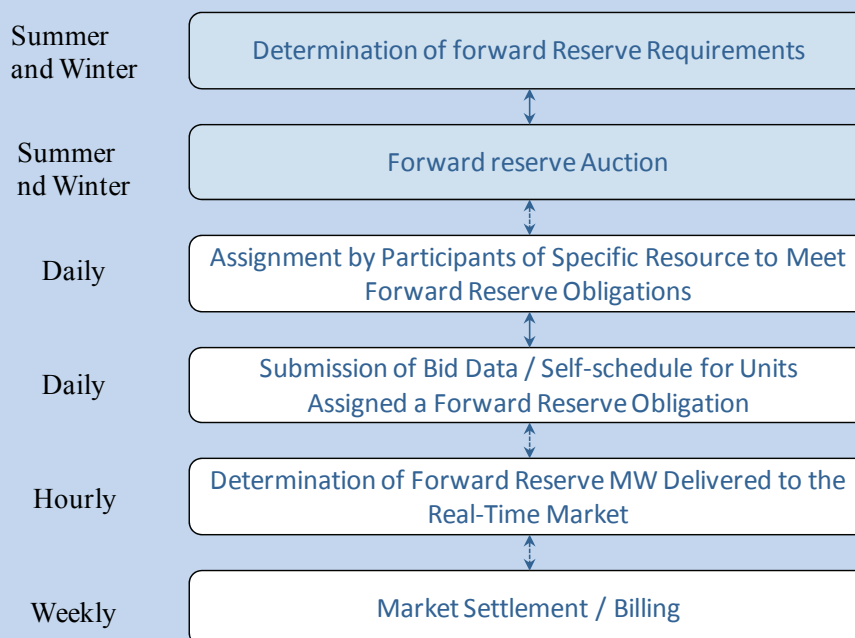 Summer
and Winter
Determination of forward Reserve Requirements
Summer
nd Winter
Forward reserve Auction
Daily
Assignment by Participants of Specific Resource to Meet
Forward Reserve Obligations
Daily
Submission of Bid Data / Self-schedule for Units
Assigned a Forward Reserve Obligation
Hourly
Determination of Forward Reserve MW Delivered to the
Real-Time Market
Weekly
Market Settlement / Billing